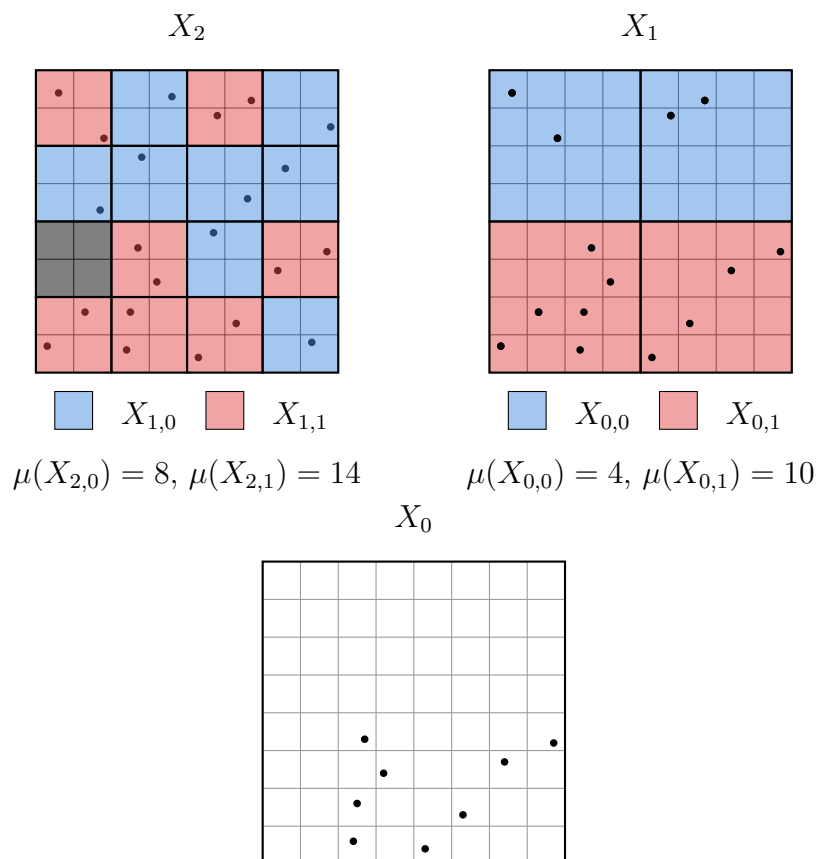 X_2
X_1
X_{1,0} X_{1,1}
X_{0,0} X_{0,1}
μ(X_{2,0}) = 8, μ(X_{2,1}) = 14
μ(X_{0,0}) = 4, μ(X_{0,1}) = 10
X_0